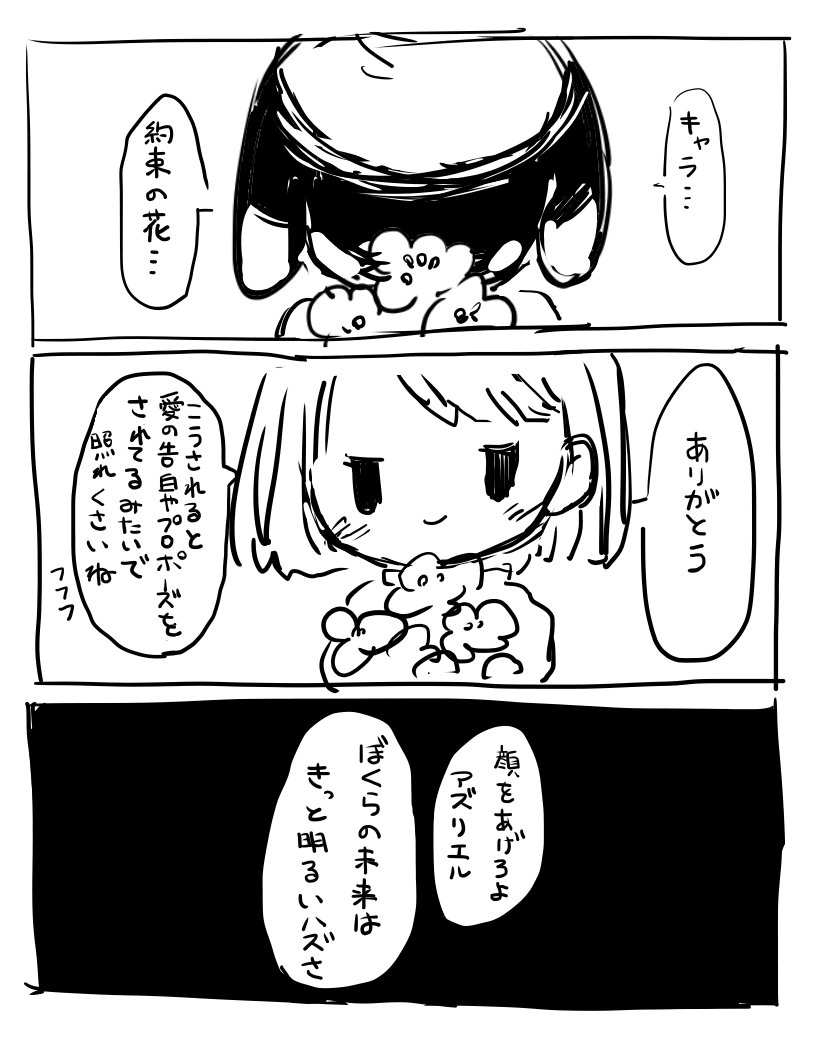 キャラ…
約束の花…
ありがとう
こうされると
愛の告白やプロポーズを
されてるみたいで
照れくさいね
フフフ
顔をあげろよ
アズリエル
ぼくらの未来は
きっと明るいハズさ